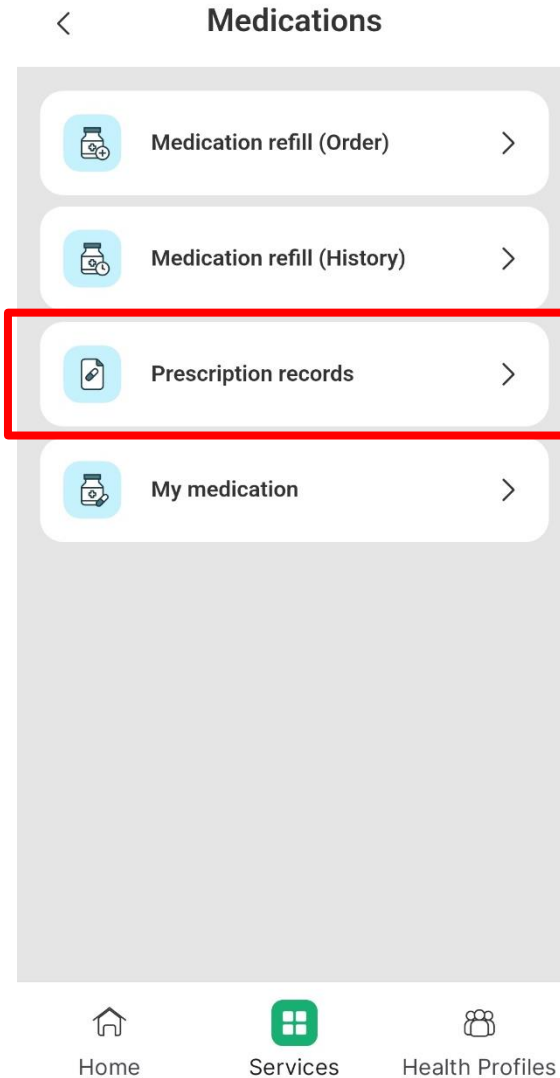 Medications
Medication refill (Order)
Medication refill (History)
Prescription records
My medication
Home Services Health Profiles